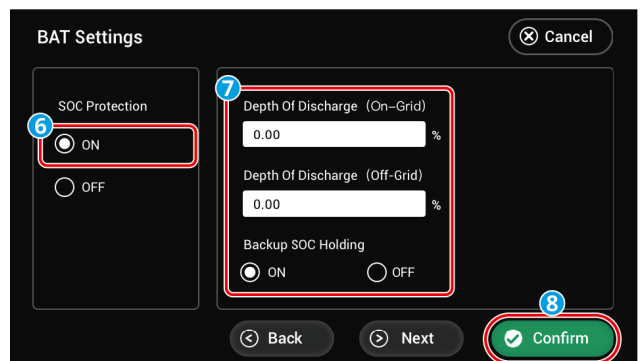 BAT Settings
Cancel
SOC Protection
6
ON
OFF
7
Depth Of Discharge (On-Grid)
0.00 %
Depth Of Discharge (Off-Grid)
0.00 %
Backup SOC Holding
ON OFF
8
Back Next Confirm